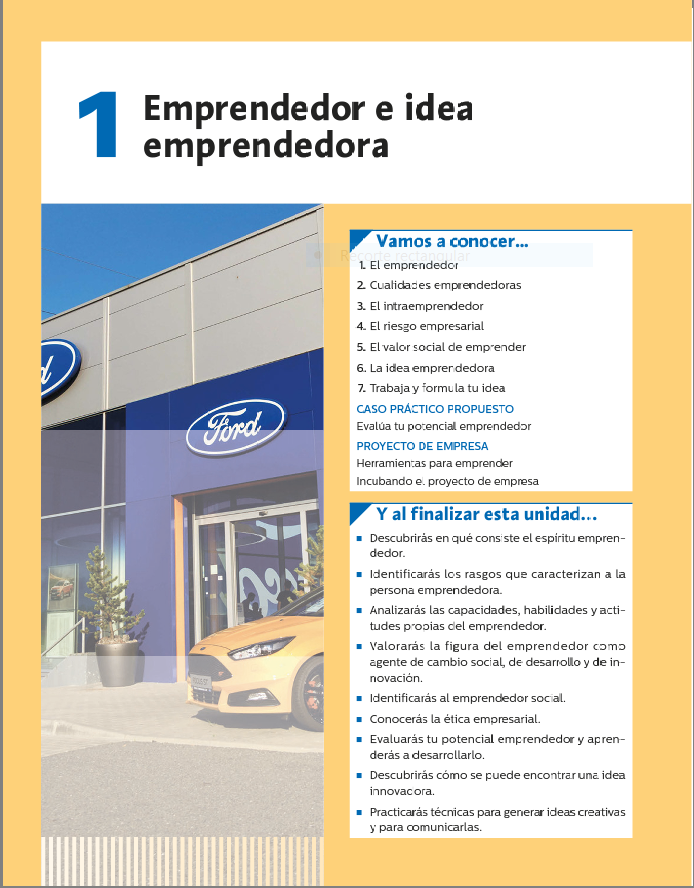 1
Emprendedor e idea
emprendedora
Vamos a conocer...
Recorte rectangular
1. El emprendedor
2. Cualidades emprendedoras
3. El intraemprendedor
4. El riesgo empresarial
5. El valor social de emprender
6. La idea emprendedora
7. Trabaja y formula tu idea
CASO PRÁCTICO PROPUESTO
Evalúa tu potencial emprendedor
PROYECTO DE EMPRESA
Herramientas para emprender
Incubando el proyecto de empresa
Ford
d
Y al finalizar esta unidad...
▪ Descubrirás en qué consiste el espíritu empren-
dedor.
▪ Identificarás los rasgos que caracterizan a la
persona emprendedora.
▪ Analizarás las capacidades, habilidades y acti-
tudes propias del emprendedor.
▪ Valorarás la figura del emprendedor como
agente de cambio social, de desarrollo y de in-
novación.
▪ Identificarás al emprendedor social.
▪ Conocerás la ética empresarial.
▪ Evaluarás tu potencial emprendedor y apren-
derás a desarrollarlo.
▪ Descubrirás cómo se puede encontrar una idea
innovadora.
▪ Practicarás técnicas para generar ideas creativas
y para comunicarlas.